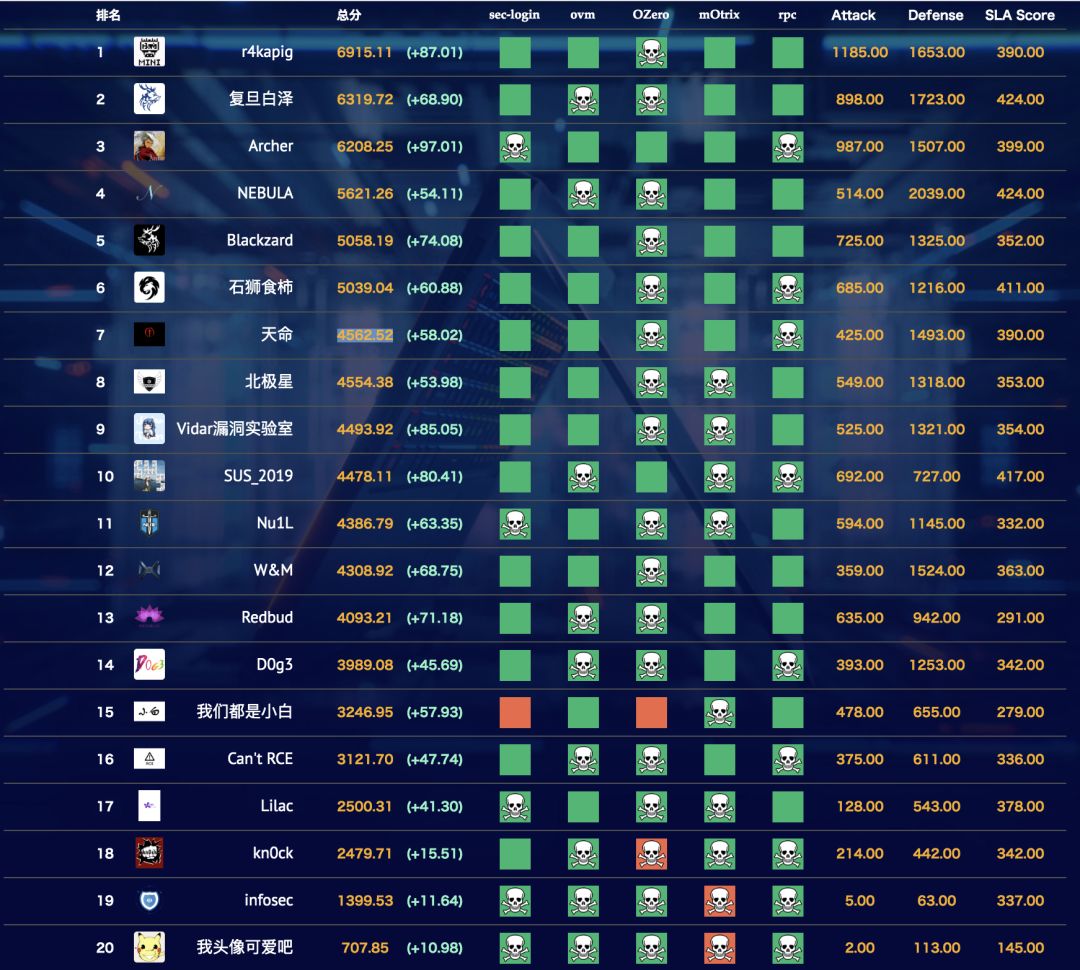 排名 总分 sec-login ovm OZero mOtrix rpc Attack Defense SLA Score
1 MINI r4kapig 6915.11 (+87.01) 1185.00 1653.00 390.00
2 复旦白泽 6319.72 (+68.90) 898.00 1723.00 424.00
3 Archer 6208.25 (+97.01) 987.00 1507.00 399.00
4 N NEBULA 5621.26 (+54.11) 514.00 2039.00 424.00
5 Blackzard 5058.19 (+74.08) 725.00 1325.00 352.00
6 石狮食柿 5039.04 (+60.88) 685.00 1216.00 411.00
7 天命 4562.52 (+58.02) 425.00 1493.00 390.00
8 北极星 4554.38 (+53.98) 549.00 1318.00 353.00
9 Vidar漏洞实验室 4493.92 (+85.05) 525.00 1321.00 354.00
10 SUS_2019 4478.11 (+80.41) 692.00 727.00 417.00
11 Nu1L 4386.79 (+63.35) 594.00 1145.00 332.00
12 W&M 4308.92 (+68.75) 359.00 1524.00 363.00
13 Redbud 4093.21 (+71.18) 635.00 942.00 291.00
14 D0g3 D0g3 3989.08 (+45.69) 393.00 1253.00 342.00
15 我们都是小白 3246.95 (+57.93) 478.00 655.00 279.00
16 RCE Can't RCE 3121.70 (+47.74) 375.00 611.00 336.00
17 Lilac 2500.31 (+41.30) 128.00 543.00 378.00
18 kn0ck 2479.71 (+15.51) 214.00 442.00 342.00
19 infosec 1399.53 (+11.64) 5.00 63.00 337.00
20 我头像可爱吧 707.85 (+10.98) 2.00 113.00 145.00